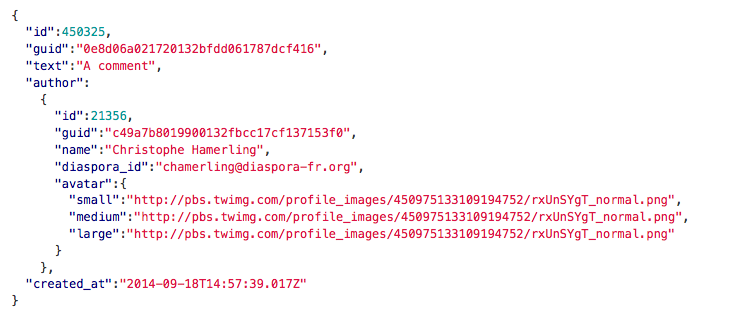 {
"id":450325,
"guid":"0e8d06a021720132bfdd061787dcf416",
"text":"A comment",
"author":
{
"id":21356,
"guid":"c49a7b8019900132fbcc17cf137153f0",
"name":"Christophe Hamerling",
"diaspora_id":"chamerling@diaspora-fr.org",
"avatar":{
"small":"http://pbs.twimg.com/profile_images/450975133109194752/rxUnSYgT_normal.png",
"medium":"http://pbs.twimg.com/profile_images/450975133109194752/rxUnSYgT_normal.png",
"large":"http://pbs.twimg.com/profile_images/450975133109194752/rxUnSYgT_normal.png"
}
},
"created_at":"2014-09-18T14:57:39.017Z"
}